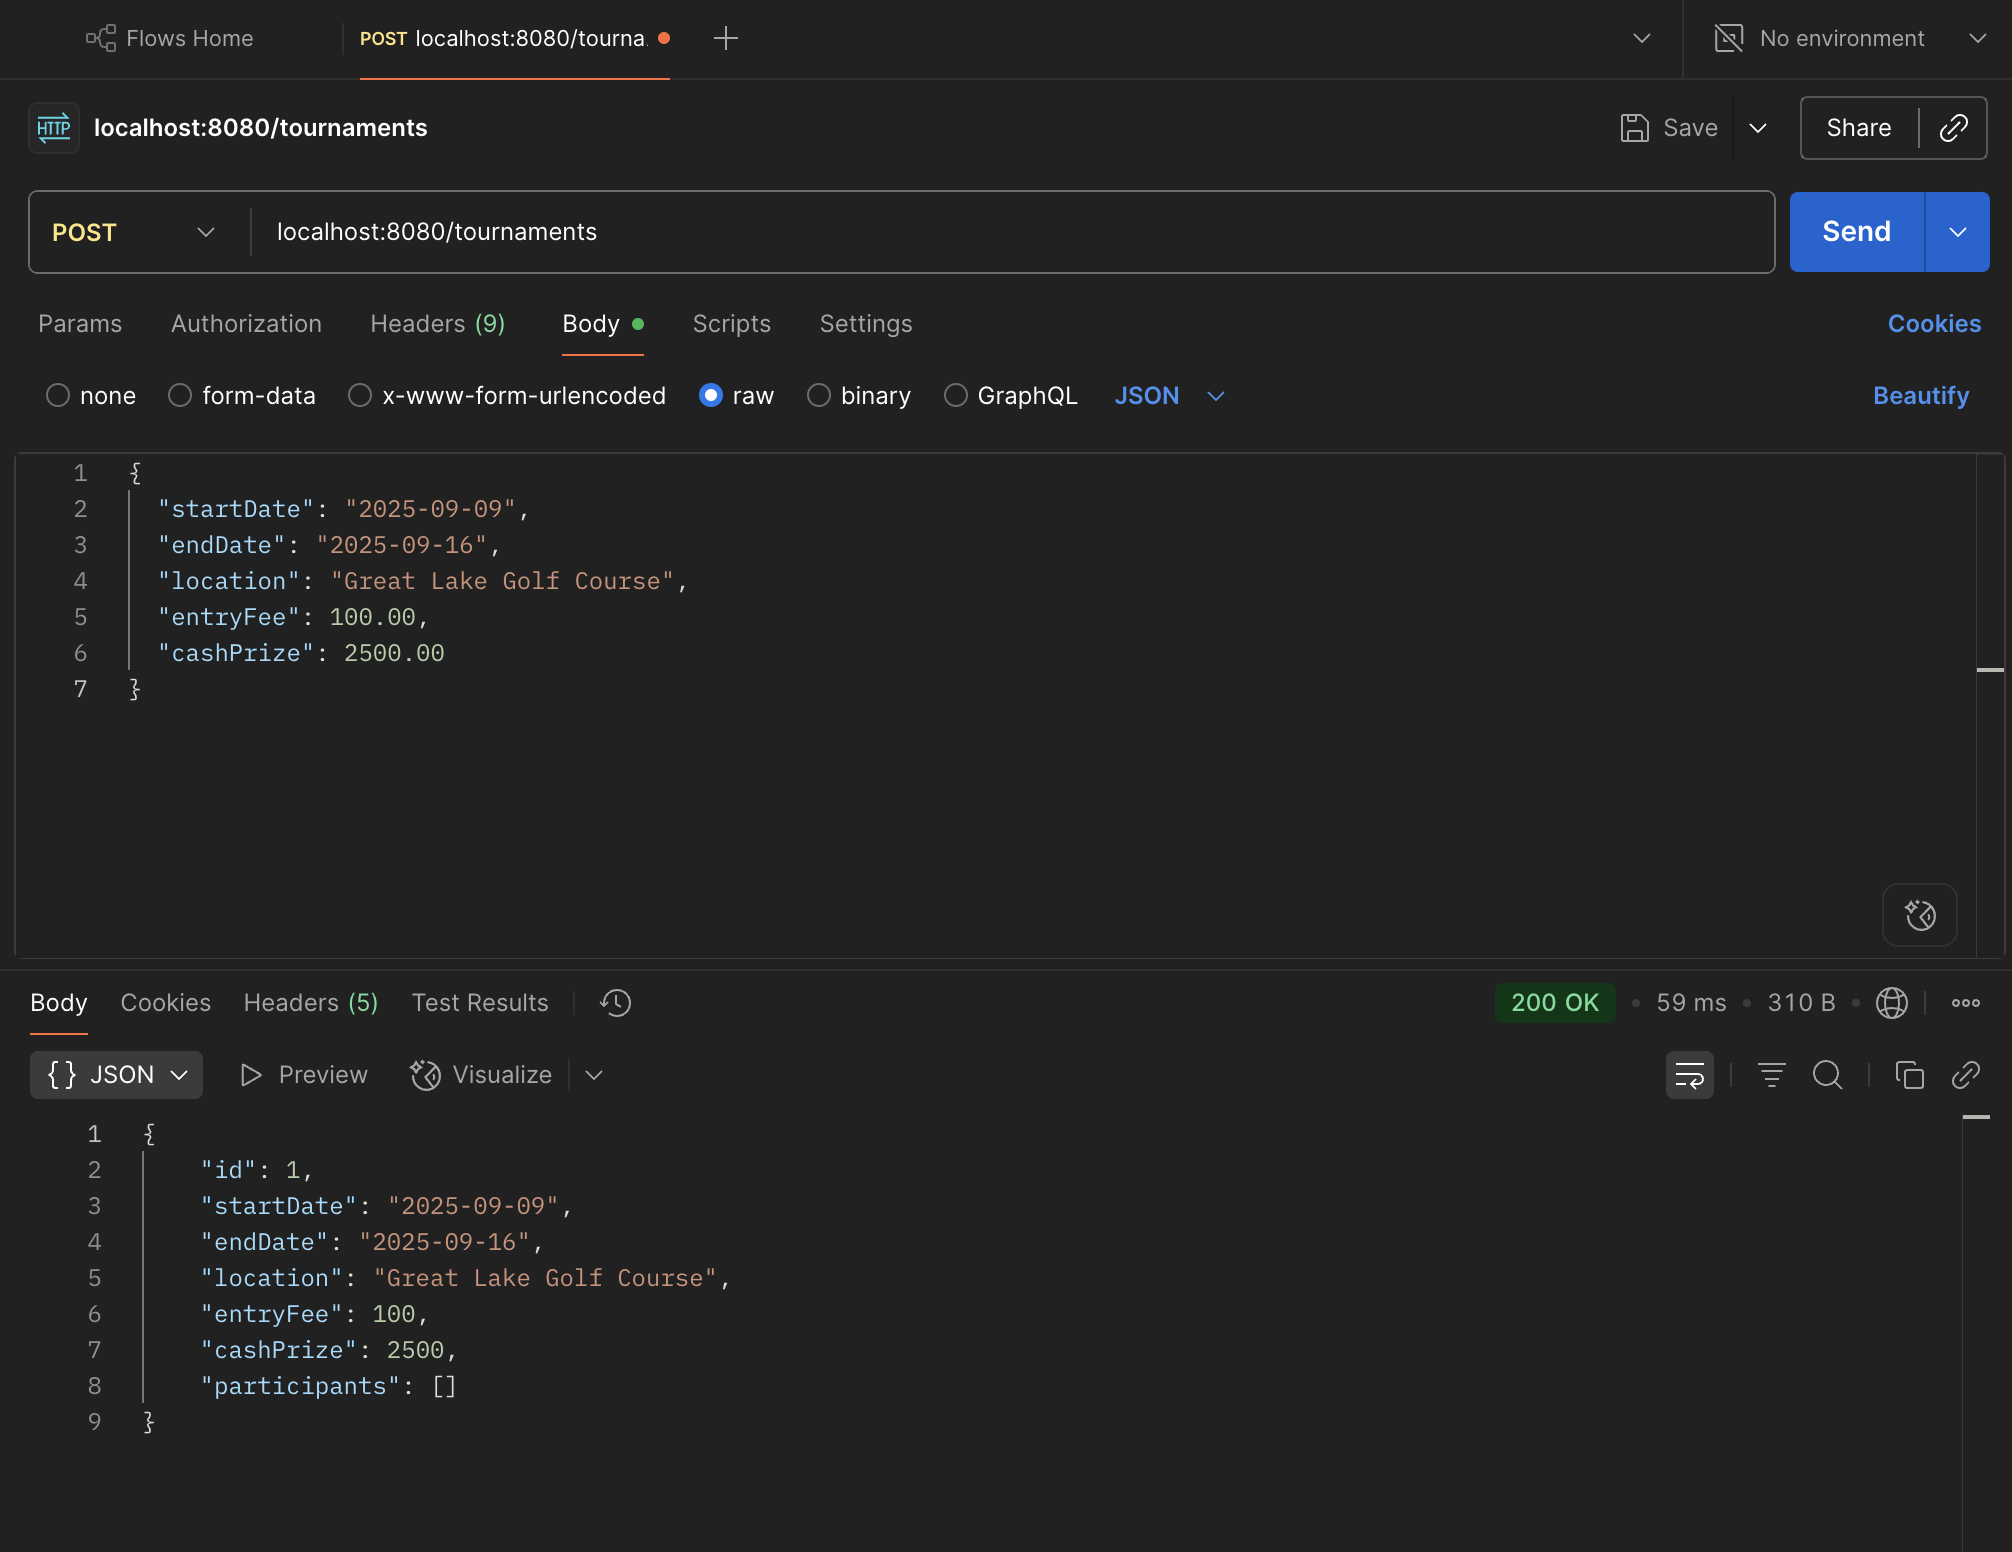 Flows Home POST localhost:8080/tourna. No environment
HTTP localhost:8080/tournaments Save Share
POST localhost:8080/tournaments Send
Params Authorization Headers (9) Body Scripts Settings Cookies
none form-data x-www-form-urlencoded raw binary GraphQL JSON Beautify
1 {
2 "startDate": "2025-09-09",
3 "endDate": "2025-09-16",
4 "location": "Great Lake Golf Course",
5 "entryFee": 100.00,
6 "cashPrize": 2500.00
7 }
Body Cookies Headers (5) Test Results 200 OK • 59 ms • 310 B •
{} JSON Preview Visualize
1 {
2 "id": 1,
3 "startDate": "2025-09-09",
4 "endDate": "2025-09-16",
5 "location": "Great Lake Golf Course",
6 "entryFee": 100,
7 "cashPrize": 2500,
8 "participants": []
9 }